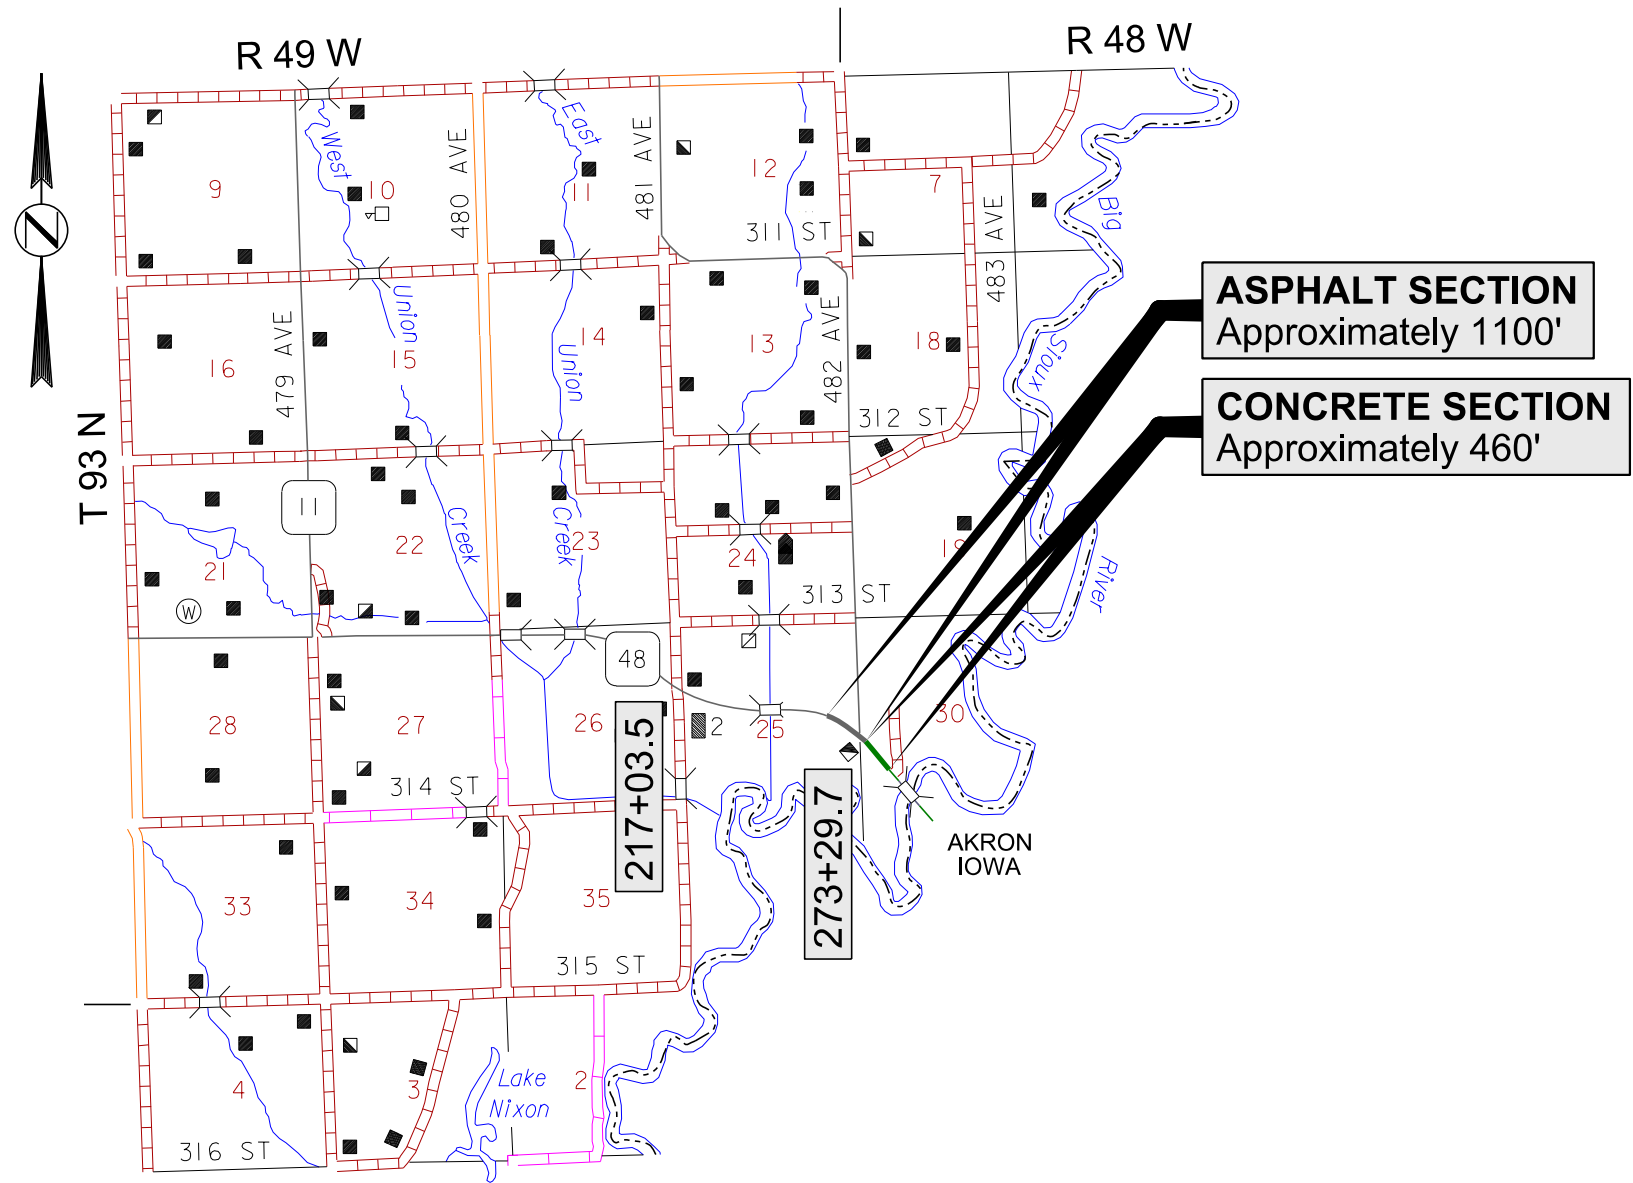 R 49 W
R 48 W
T 93 N
West
East
Big
9
10
11
12
7
480 AVE
481 AVE
311 ST
483 AVE
479 AVE
482 AVE
Union
Union
Sioux
16
15
14
13
18
312 ST
ASPHALT SECTION
Approximately 1100'
CONCRETE SECTION
Approximately 460'
11
Creek
Creek
River
21
22
23
24
19
W
313 ST
48
28
27
26
2
25
30
314 ST
217+03.5
273+29.7
AKRON
IOWA
33
34
35
315 ST
4
3
2
Lake
Nixon
316 ST